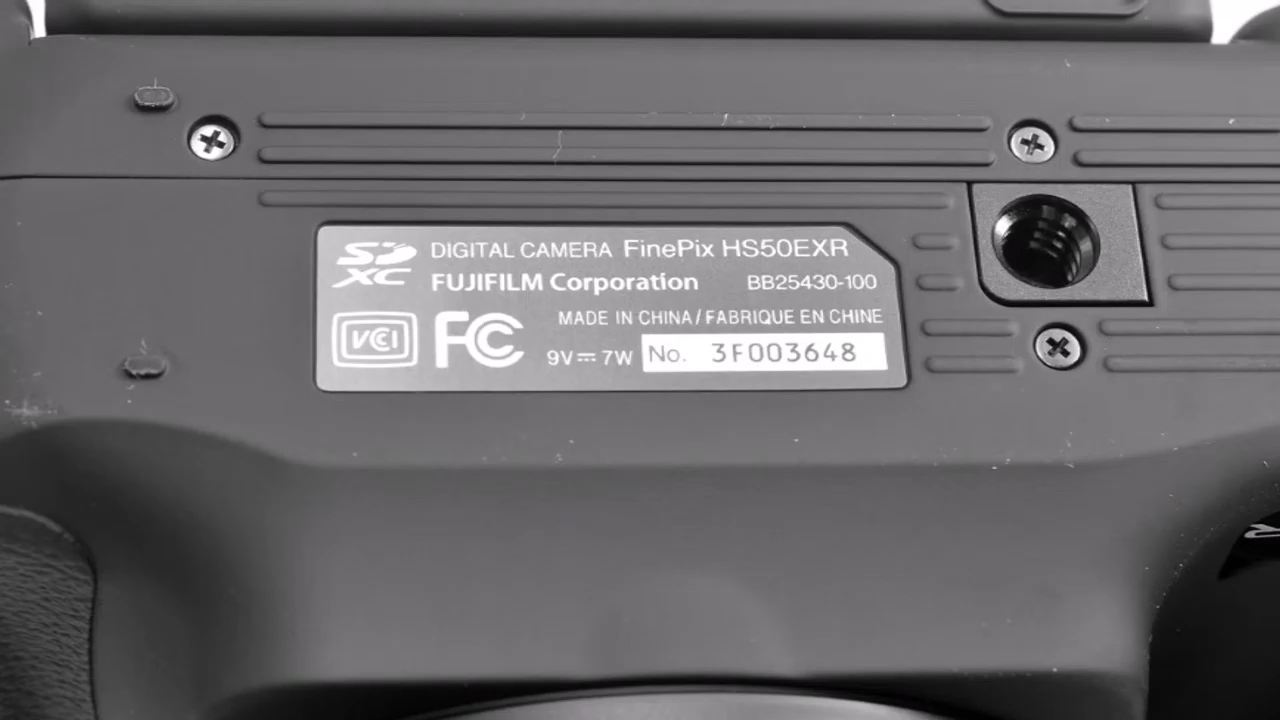 SD XC
DIGITAL CAMERA FinePix HS50EXR
FUJIFILM Corporation BB25430-100
MADE IN CHINA / FABRIQUE EN CHINE
VCCI FC 9V⎓7W No. 3F003648
R